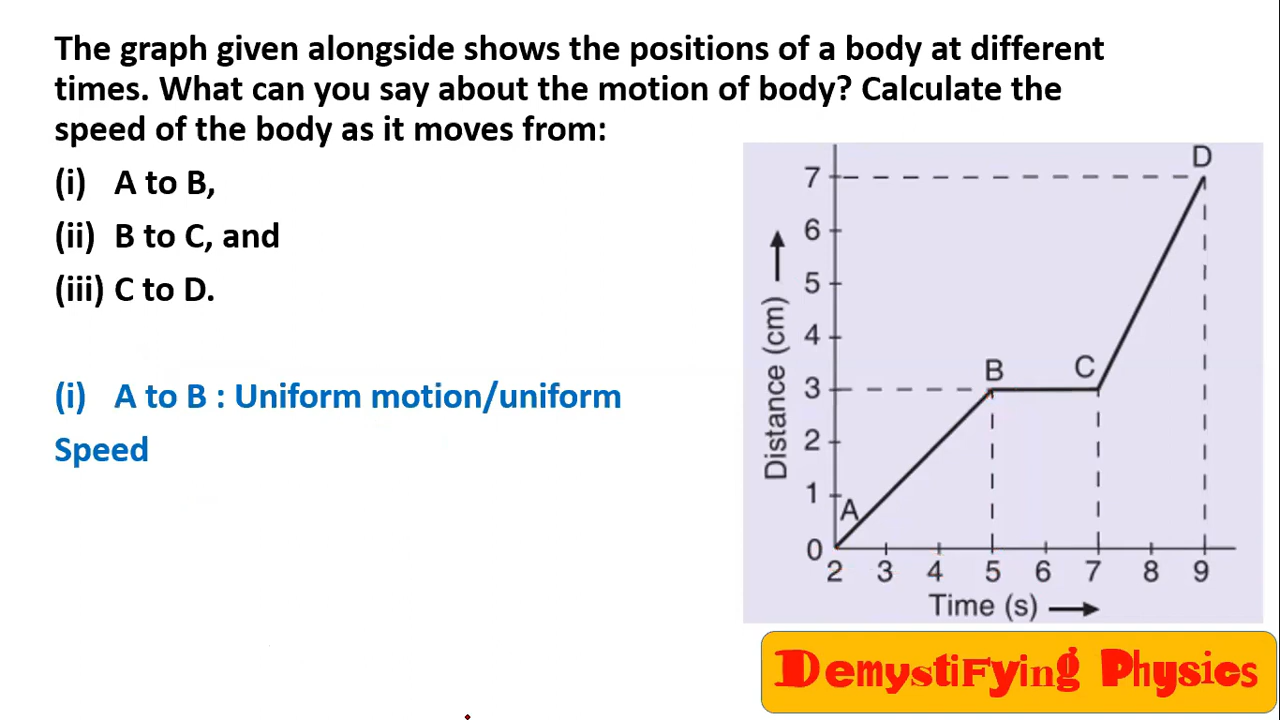 The graph given alongside shows the positions of a body at different
times. What can you say about the motion of body? Calculate the
speed of the body as it moves from:
(i) A to B,
(ii) B to C, and
(iii) C to D.
(i) A to B : Uniform motion/uniform
Speed
D
7
6
5
4
B
C
3
2
1
A
0
2 3 4 5 6 7 8 9
Distance (cm)
Time (s)
Demystifying Physics